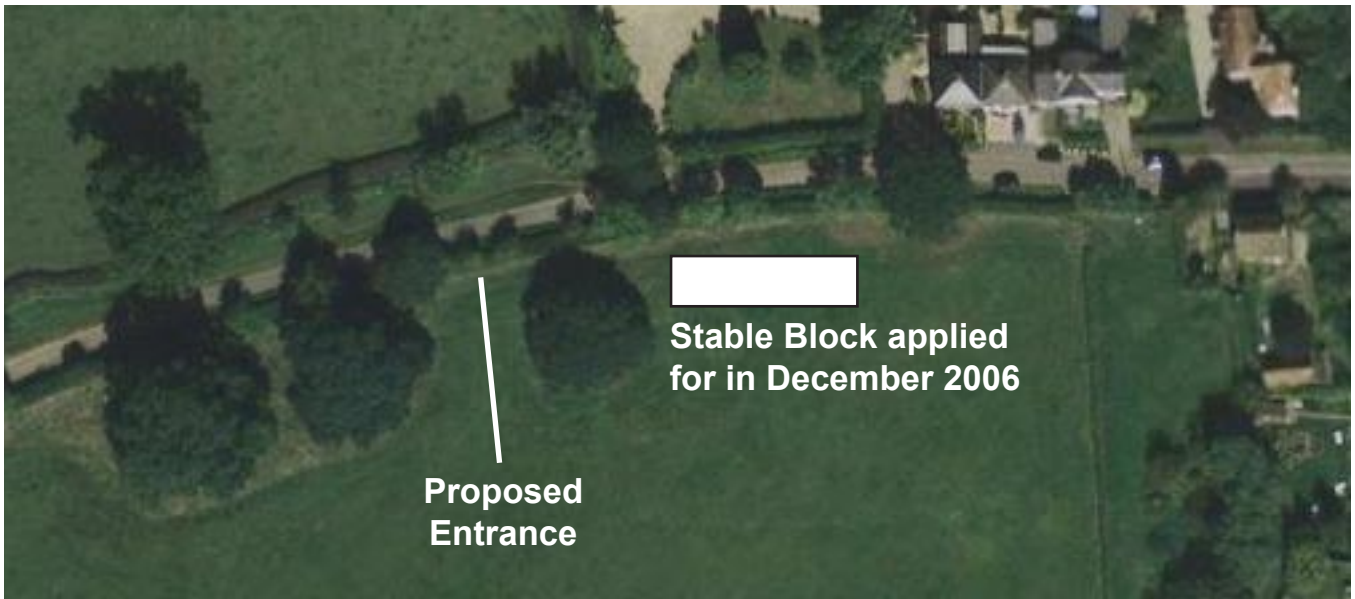 Stable Block applied
for in December 2006
Proposed
Entrance